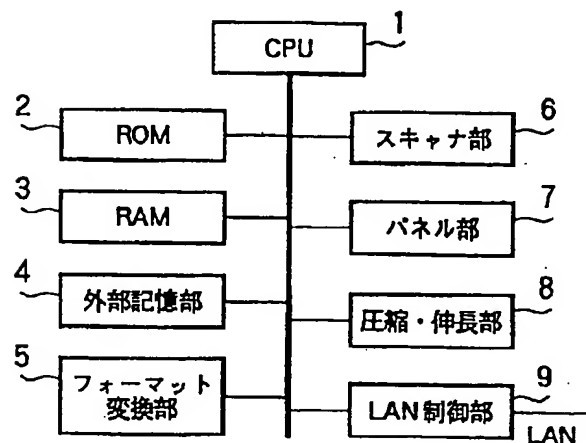 1
CPU
2
ROM
6
スキャナ部
3
RAM
7
パネル部
4
外部記憶部
8
圧縮・伸長部
5
フォーマット
変換部
9
LAN制御部
LAN